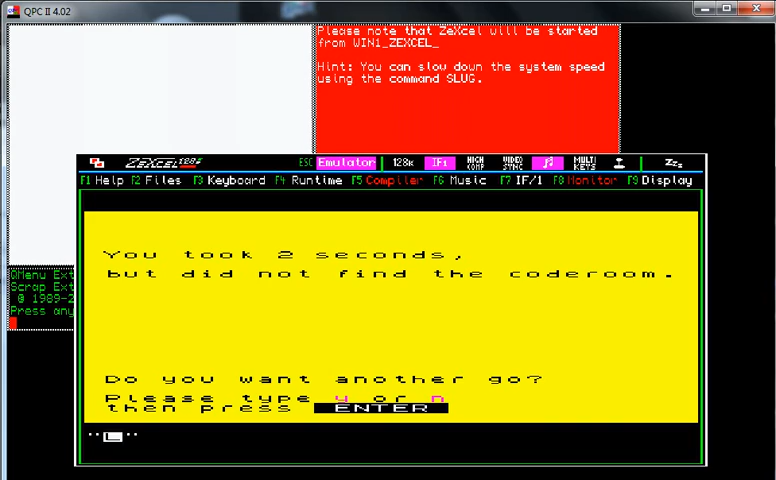 QPC II 4.02
Please note that ZeXcel will be started
from WIN1_ZEXCEL_
Hint: You can slow down the system speed
using the command SLUG.
ZEXCEL 128
ESC Emulator 128K IF1 HIGH COMP VIDEO SYNC MULTI KEYS Zzz
F1 Help F2 Files F3 Keyboard F4 Runtime F5 Compiler F6 Music F7 IF/1 F8 Monitor F9 Display
You took 2 seconds,
but did not find the coderoom.
QMenu Ext
Scrap Ext
@ 1989-2
Press any
Do you want another go?
Please type y or n
then press ENTER
"L"